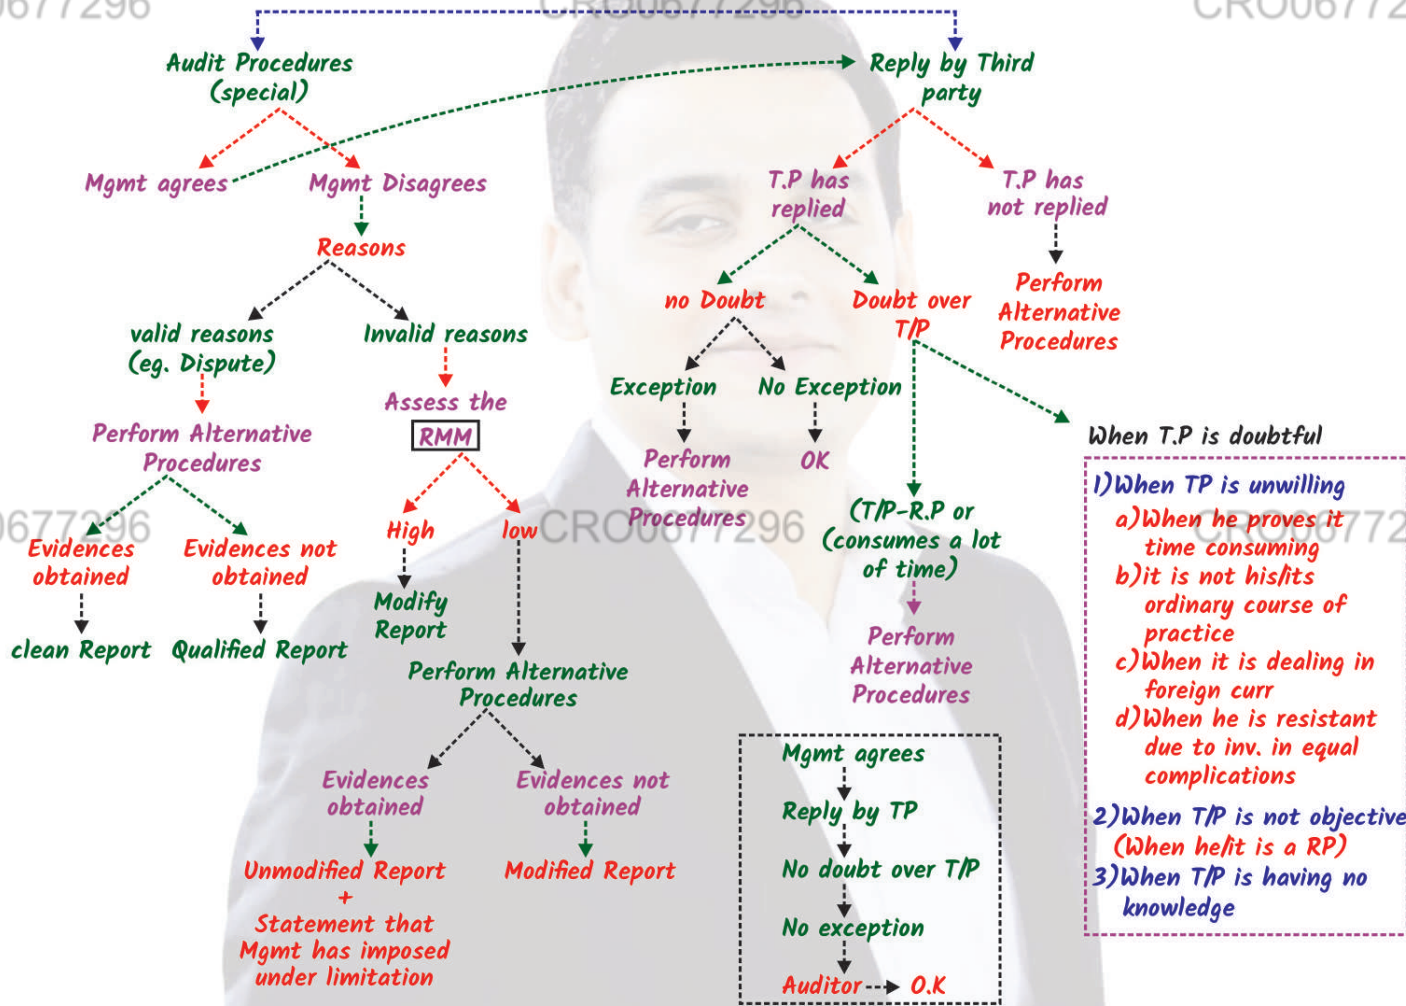 CRO0677296
Audit Procedures
(special)
Reply by Third
party
Mgmt agrees
Mgmt Disagrees
T.P has
replied
T.P has
not replied
Reasons
no Doubt
Doubt over
T/P
Perform
Alternative
Procedures
valid reasons
(eg. Dispute)
Invalid reasons
Exception
No Exception
Assess the
RMM
Perform Alternative
Procedures
Perform
Alternative
Procedures
OK
When T.P is doubtful
1)When TP is unwilling
a)When he proves it
time consuming
b)it is not his/its
ordinary course of
practice
c)When it is dealing in
foreign curr
d)When he is resistant
due to inv. in equal
complications
2)When T/P is not objective
(When he/it is a RP)
3)When T/P is having no
knowledge
CRO0677296
High
low
(T/P-R.P or
(consumes a lot
of time)
Evidences
obtained
Evidences not
obtained
Modify
Report
clean Report
Qualified Report
Perform
Alternative
Procedures
Perform Alternative
Procedures
Evidences
obtained
Evidences not
obtained
Unmodified Report
+
Statement that
Mgmt has imposed
under limitation
Modified Report
Mgmt agrees
Reply by TP
No doubt over T/P
No exception
Auditor
O.K